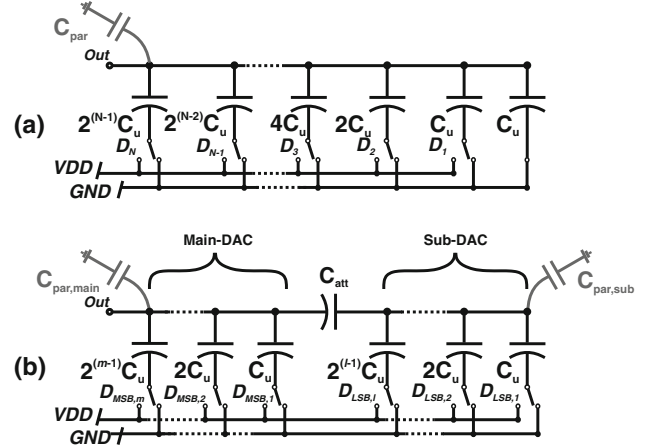 C_par
Out
(a)
2^(N-1)C_u 2^(N-2)C_u 4C_u 2C_u C_u C_u
D_N D_N-1 D_3 D_2 D_1
VDD
GND
Main-DAC Sub-DAC
C_par,main C_att C_par,sub
Out
(b)
2^(m-1)C_u 2C_u C_u 2^(l-1)C_u 2C_u C_u
D_MSB,m D_MSB,2 D_MSB,1 D_LSB,l D_LSB,2 D_LSB,1
VDD
GND